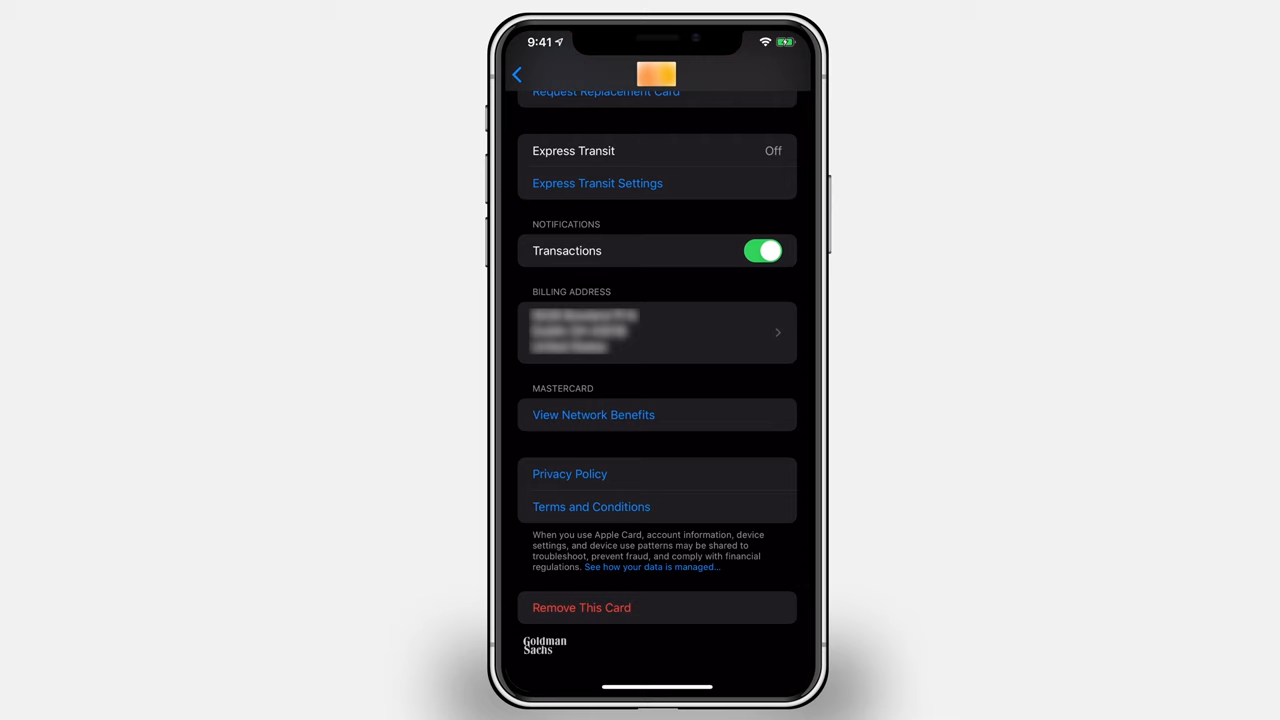 9:41
Request Replacement Card
Express Transit
Off
Express Transit Settings
NOTIFICATIONS
Transactions
BILLING ADDRESS
United States
MASTERCARD
View Network Benefits
Privacy Policy
Terms and Conditions
When you use Apple Card, account information, device
settings, and device use patterns may be shared to
troubleshoot, prevent fraud, and comply with financial
regulations. See how your data is managed...
Remove This Card
Goldman
Sachs